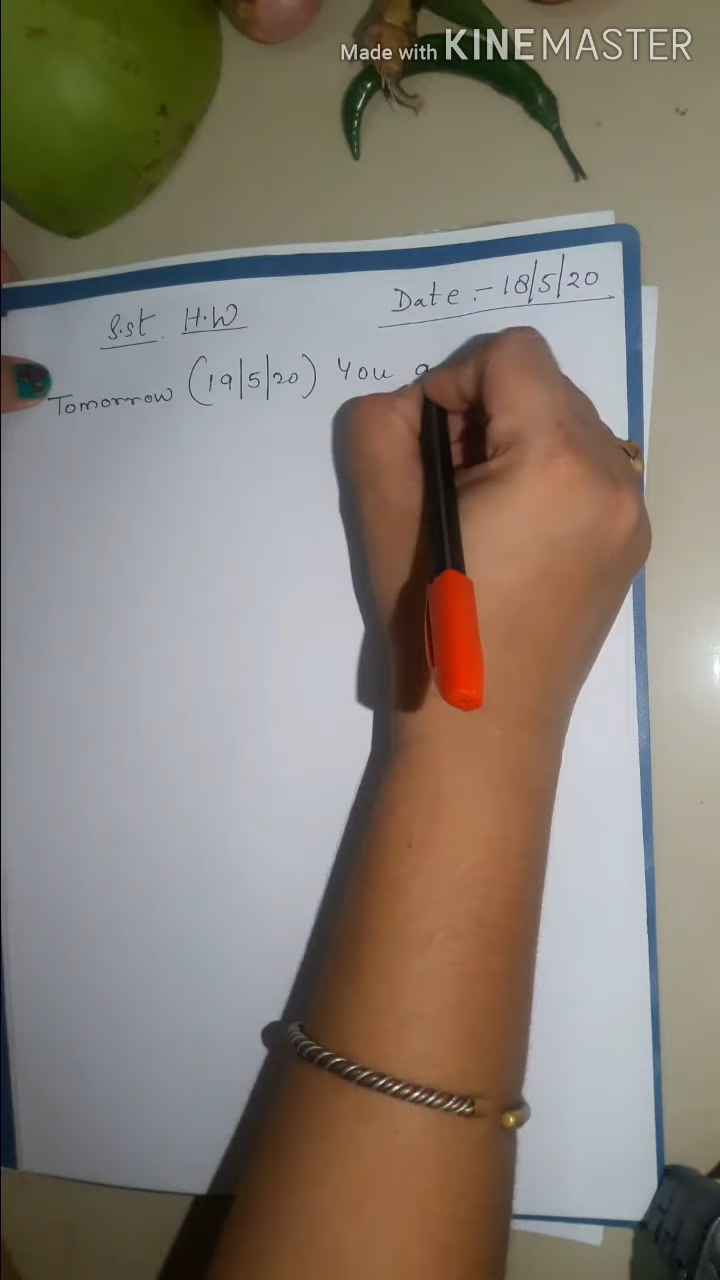 Made with KINEMASTER
S.st. H.W
Date :- 18/5/20
Tomorrow (19/5/20) You